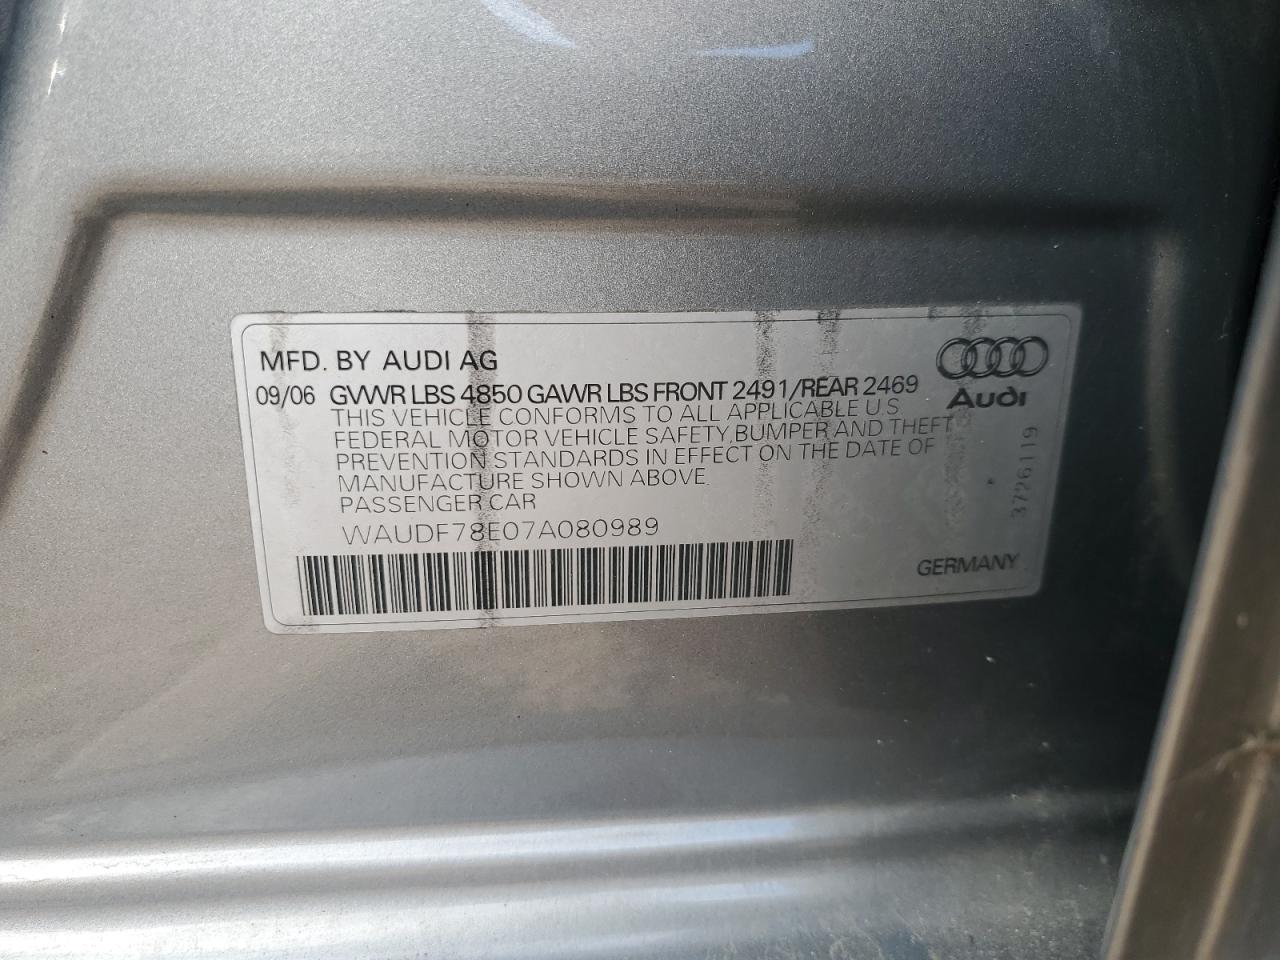 MFD. BY AUDI AG
09/06 GVWR LBS 4850 GAWR LBS FRONT 2491/REAR 2469
Audi
THIS VEHICLE CONFORMS TO ALL APPLICABLE U.S
FEDERAL MOTOR VEHICLE SAFETY, BUMPER AND THEFT
PREVENTION STANDARDS IN EFFECT ON THE DATE OF
MANUFACTURE SHOWN ABOVE.
PASSENGER CAR
WAUDF78E07A080989
3726119
GERMANY